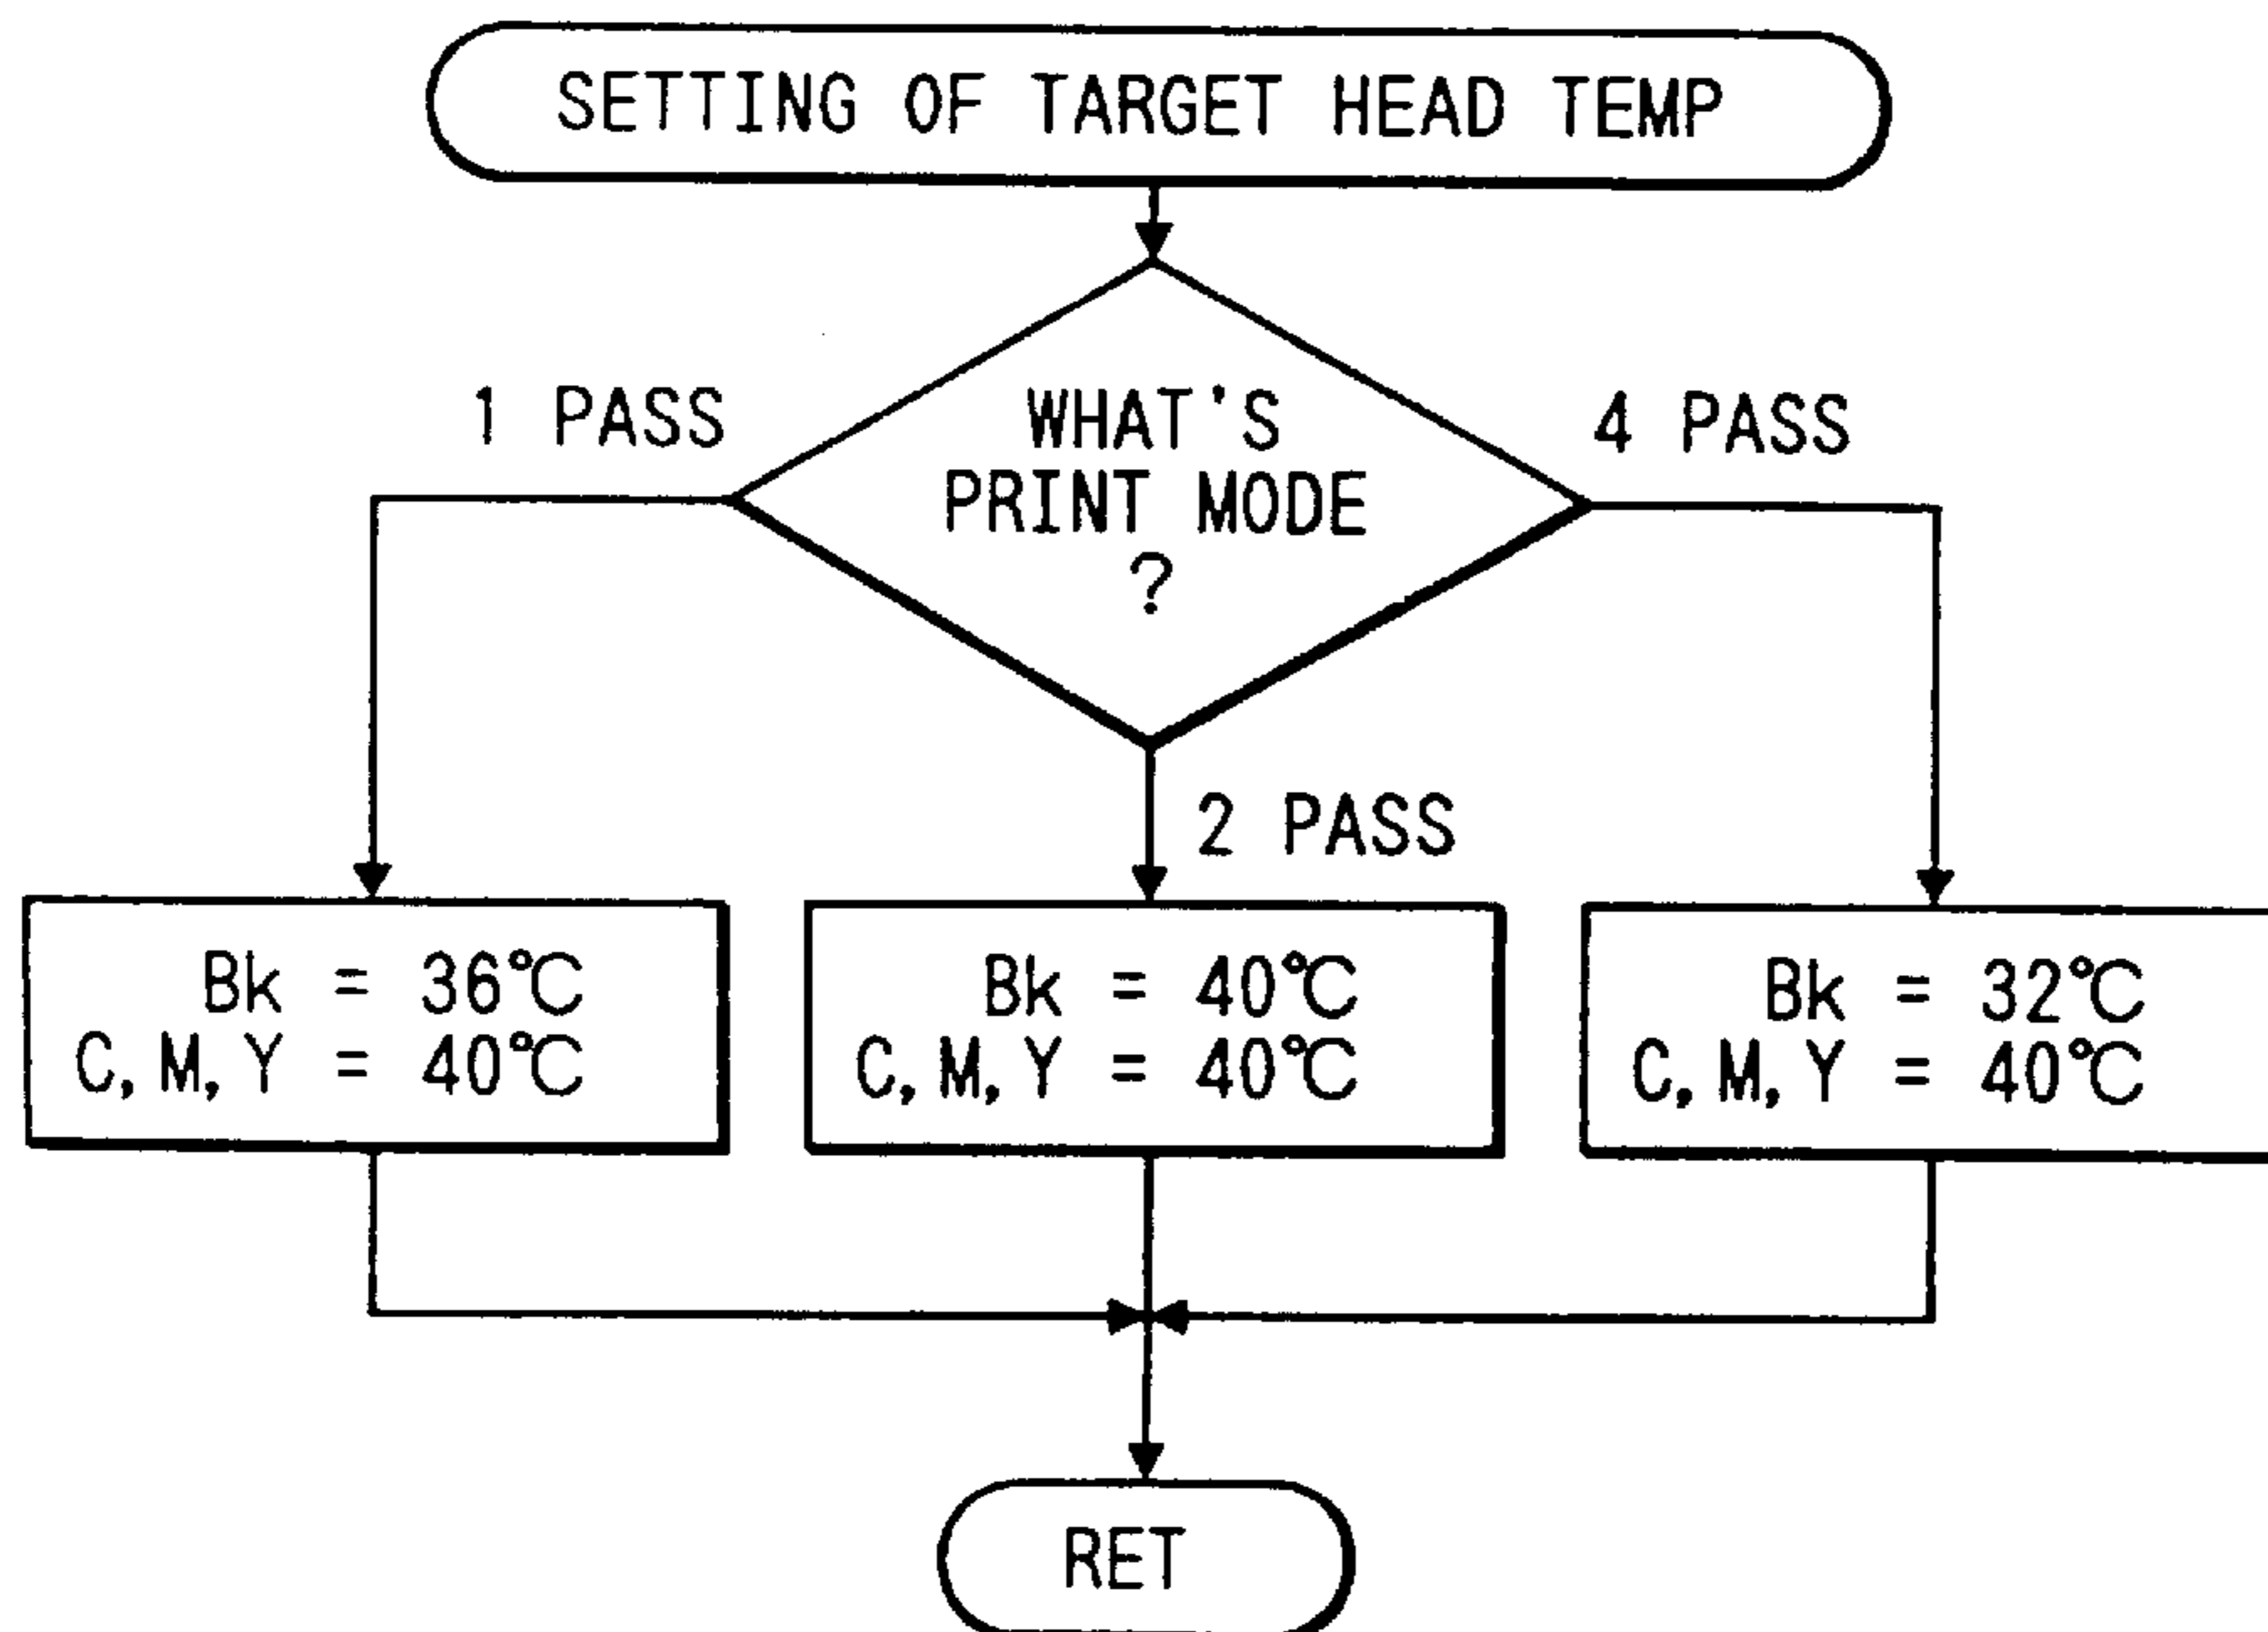 SETTING OF TARGET HEAD TEMP
1 PASS
WHAT'S
PRINT MODE
?
4 PASS
2 PASS
Bk = 36℃
C, M, Y = 40℃
Bk = 40℃
C, M, Y = 40℃
Bk = 32℃
C, M, Y = 40℃
RET